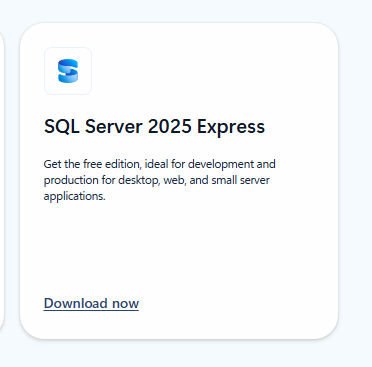 SQL Server 2025 Express
Get the free edition, ideal for development and
production for desktop, web, and small server
applications.
Download now